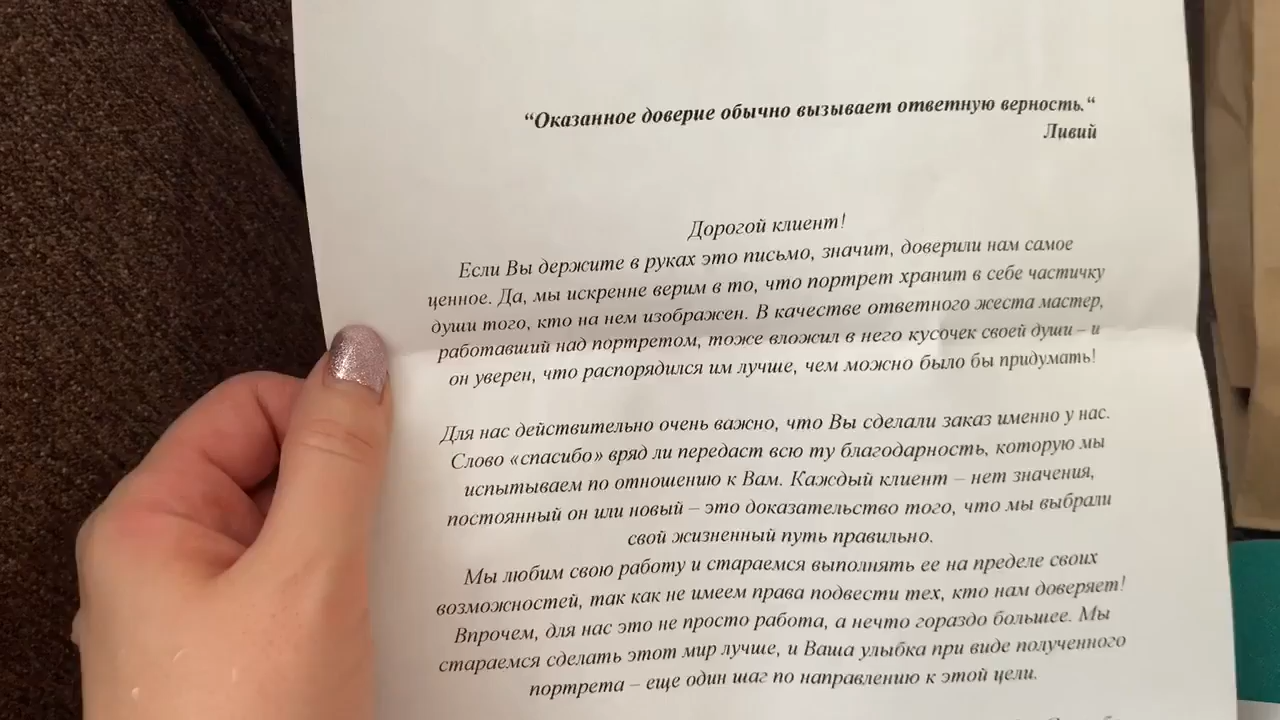 “Оказанное доверие обычно вызывает ответную верность.“
Ливий
Дорогой клиент!
Если Вы держите в руках это письмо, значит, доверили нам самое
ценное. Да, мы искренне верим в то, что портрет хранит в себе частичку
души того, кто на нем изображен. В качестве ответного жеста мастер,
работавший над портретом, тоже вложил в него кусочек своей души – и
он уверен, что распорядился им лучше, чем можно было бы придумать!
Для нас действительно очень важно, что Вы сделали заказ именно у нас.
Слово «спасибо» вряд ли передаст всю ту благодарность, которую мы
испытываем по отношению к Вам. Каждый клиент – нет значения,
постоянный он или новый – это доказательство того, что мы выбрали
свой жизненный путь правильно.
Мы любим свою работу и стараемся выполнять ее на пределе своих
возможностей, так как не имеем права подвести тех, кто нам доверяет!
Впрочем, для нас это не просто работа, а нечто гораздо большее. Мы
стараемся сделать этот мир лучше, и Ваша улыбка при виде полученного
портрета – еще один шаг по направлению к этой цели.